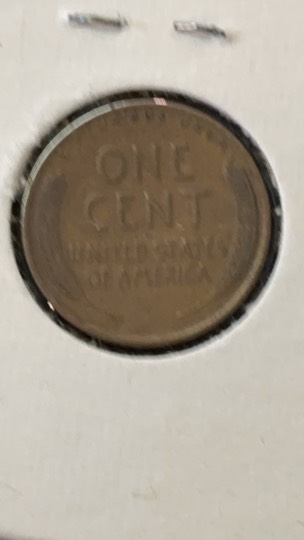 ONE
CENT
UNITED STATES
OF AMERICA